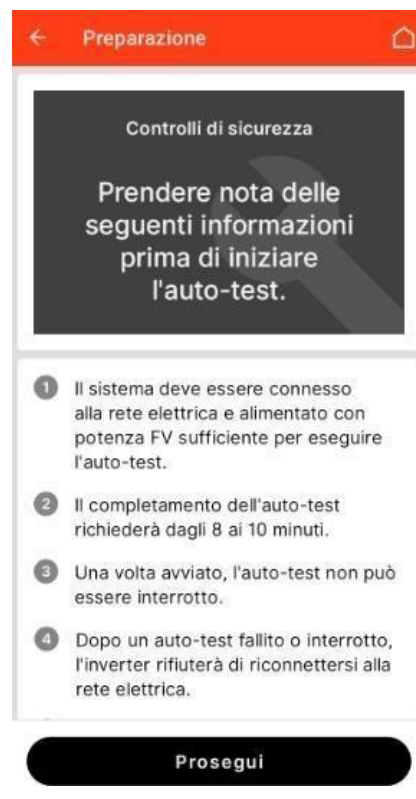 Preparazione
Controlli di sicurezza
Prendere nota delle
seguenti informazioni
prima di iniziare
l'auto-test.
1 Il sistema deve essere connesso
alla rete elettrica e alimentato con
potenza FV sufficiente per eseguire
l'auto-test.
2 Il completamento dell'auto-test
richiederà dagli 8 ai 10 minuti.
3 Una volta avviato, l'auto-test non può
essere interrotto.
4 Dopo un auto-test fallito o interrotto,
l'inverter rifiuterà di riconnettersi alla
rete elettrica.
Prosegui